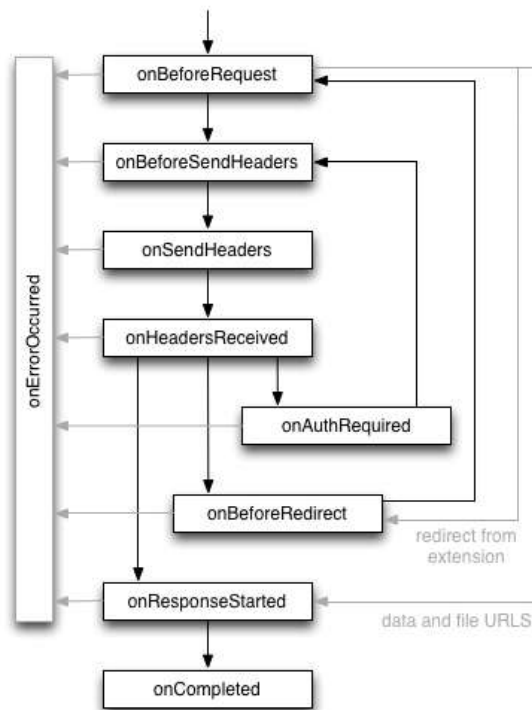 onBeforeRequest
onBeforeSendHeaders
onSendHeaders
onErrorOccurred
onHeadersReceived
onAuthRequired
onBeforeRedirect
redirect from
extension
onResponseStarted
data and file URLS
onCompleted